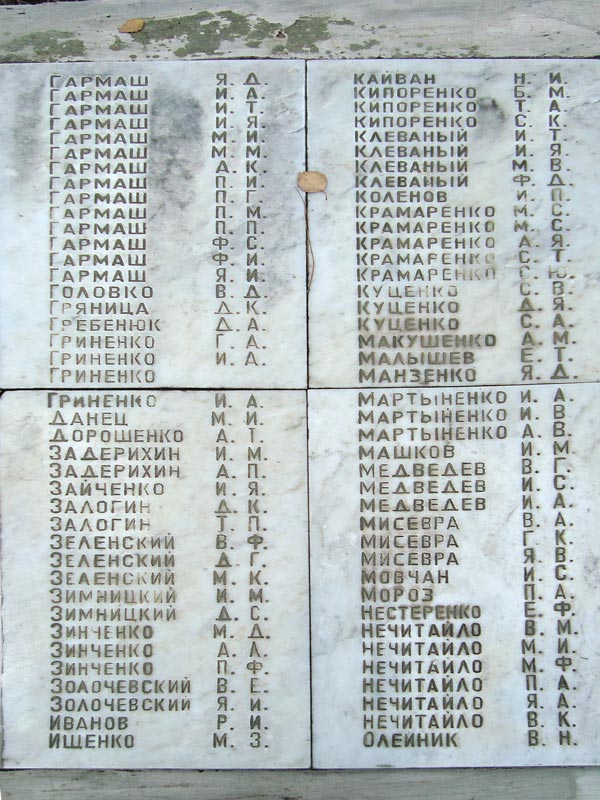 ГАРМАШ Я. Д.
ГАРМАШ И. А.
ГАРМАШ И. Т.
ГАРМАШ И. Я.
ГАРМАШ М. И.
ГАРМАШ М. М.
ГАРМАШ А. К.
ГАРМАШ П. И.
ГАРМАШ П. Г.
ГАРМАШ П. М.
ГАРМАШ П. П.
ГАРМАШ Ф. С.
ГАРМАШ Ф. И.
ГАРМАШ Я. И.
ГОЛОВКО В. Д.
ГРЯНИЦА Д. К.
ГРЕБЕНЮК Д. А.
ГРИНЕНКО Г. А.
ГРИНЕНКО И. А.
ГРИНЕНКО
ГРИНЕНКО И. А.
ДАНЕЦ М. И.
ДОРОШЕНКО А. Т.
ЗАДЕРИХИН И. М.
ЗАДЕРИХИН А. П.
ЗАЙЧЕНКО И. Я.
ЗАЛОГИН Д. К.
ЗАЛОГИН Т. П.
ЗЕЛЕНСКИЙ В. Ф.
ЗЕЛЕНСКИЙ Д. Г.
ЗЕЛЕНСКИЙ М. К.
ЗИМНИЦКИЙ И. М.
ЗИМНИЦКИЙ Д. С.
ЗИНЧЕНКО М. Д.
ЗИНЧЕНКО А. Л.
ЗИНЧЕНКО П. Ф.
ЗОЛОЧЕВСКИЙ В. Е.
ЗОЛОЧЕВСКИЙ Я. И.
ИВАНОВ Р. И.
ИЩЕНКО М. З.
КАЙВАН Н. И.
КИПОРЕНКО Б. М.
КИПОРЕНКО Т. А.
КИПОРЕНКО С. К.
КЛЕВАНЫЙ И. Т.
КЛЕВАНЫЙ И. Я.
КЛЕВАНЫЙ М. В.
КЛЕВАНЫЙ Ф. Д.
КОЛЕНОВ И. П.
КРАМАРЕНКО М. С.
КРАМАРЕНКО М. С.
КРАМАРЕНКО А. Я.
КРАМАРЕНКО С. Т.
КРАМАРЕНКО С. Ю.
КУЦЕНКО С. В.
КУЦЕНКО Д. Я.
КУЦЕНКО С. А.
МАКУШЕНКО А. М.
МАЛЫШЕВ Е. Т.
МАНЗЕНКО Я. Д.
МАРТЫНЕНКО И. А.
МАРТЫНЕНКО И. В.
МАРТЫНЕНКО А. В.
МАШКОВ И. М.
МЕДВЕДЕВ В. Г.
МЕДВЕДЕВ И. С.
МЕДВЕДЕВ И. А.
МИСЕВРА В. А.
МИСЕВРА Г. К.
МИСЕВРА Я. В.
МОВЧАН И. С.
МОРОЗ П. А.
НЕСТЕРЕНКО Е. Ф.
НЕЧИТАЙЛО В. М.
НЕЧИТАЙЛО М. И.
НЕЧИТАЙЛО М. Ф.
НЕЧИТАЙЛО П. А.
НЕЧИТАЙЛО Я. А.
НЕЧИТАЙЛО В. К.
ОЛЕЙНИК В. Н.